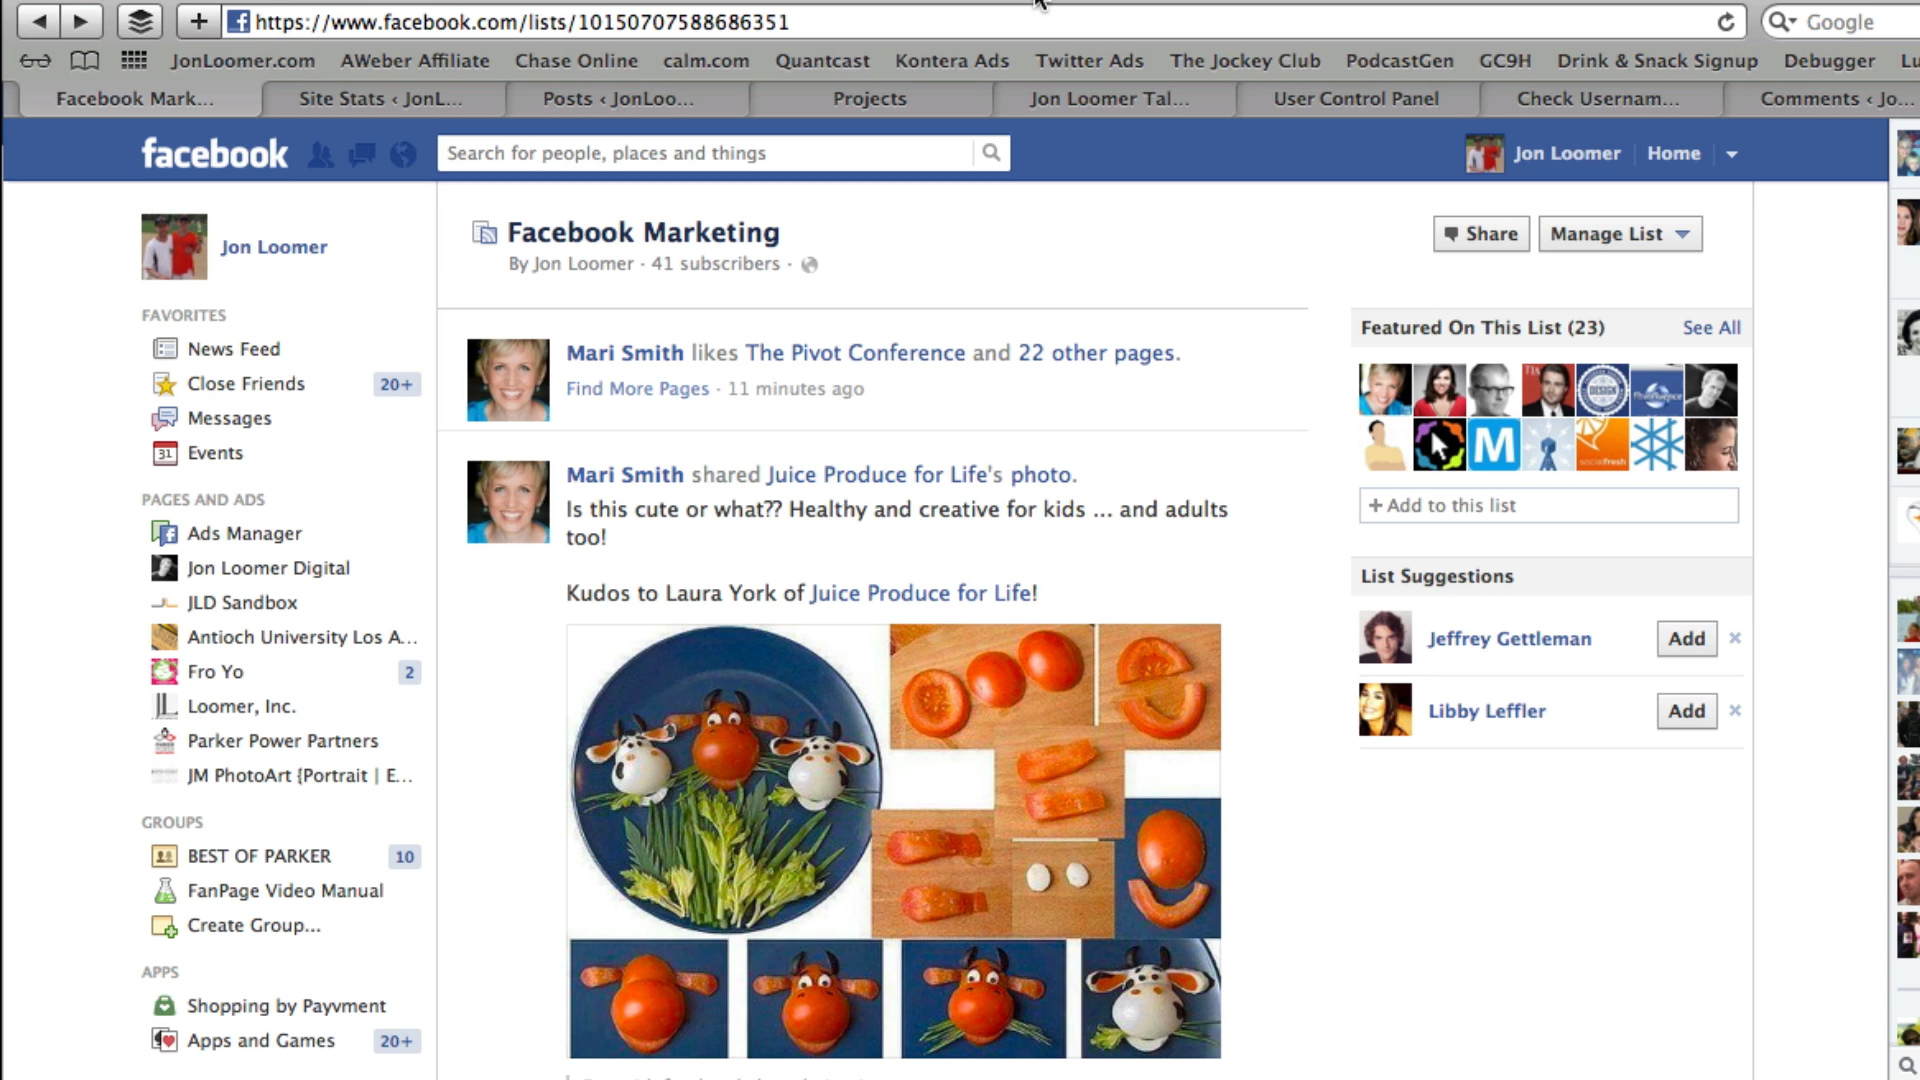 https://www.facebook.com/lists/10150707588686351
Google
JonLoomer.com AWeber Affiliate Chase Online calm.com Quantcast Kontera Ads Twitter Ads The Jockey Club PodcastGen GC9H Drink & Snack Signup Debugger Lu
Facebook Mark... Site Stats ‹ JonL... Posts ‹ JonLoo... Projects Jon Loomer Tal... User Control Panel Check Usernam... Comments ‹ Jo...
facebook
Search for people, places and things
Jon Loomer Home
Jon Loomer
FAVORITES
News Feed
Close Friends 20+
Messages
31 Events
PAGES AND ADS
Ads Manager
Jon Loomer Digital
JLD Sandbox
Antioch University Los A...
Fro Yo 2
Loomer, Inc.
Parker Power Partners
JM PhotoArt {Portrait | E...
GROUPS
BEST OF PARKER 10
FanPage Video Manual
Create Group...
APPS
Shopping by Payvment
Apps and Games 20+
Facebook Marketing
By Jon Loomer · 41 subscribers ·
Share Manage List
Mari Smith likes The Pivot Conference and 22 other pages.
Find More Pages · 11 minutes ago
Mari Smith shared Juice Produce for Life's photo.
Is this cute or what?? Healthy and creative for kids ... and adults
too!
Kudos to Laura York of Juice Produce for Life!
Featured On This List (23) See All
DESIGN
M
socialfresh
+ Add to this list
List Suggestions
Jeffrey Gettleman Add ×
Libby Leffler Add ×